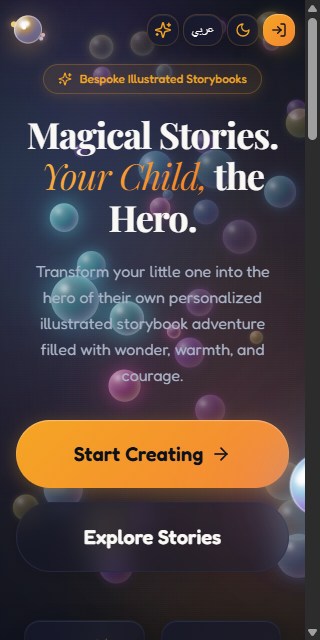 عربي
Bespoke Illustrated Storybooks
Magical Stories.
Your Child, the
Hero.
Transform your little one into the
hero of their own personalized
illustrated storybook adventure
filled with wonder, warmth, and
courage.
Start Creating →
Explore Stories